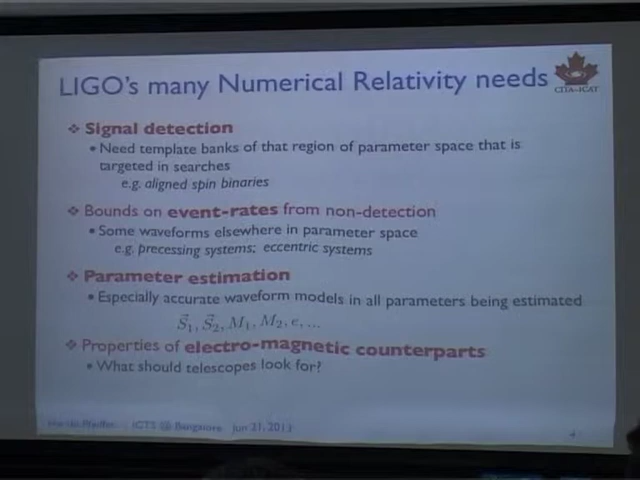 LIGO's many Numerical Relativity needs
CITA-ICAT
❖ Signal detection
• Need template banks of that region of parameter space that is
targeted in searches
e.g. aligned spin binaries
❖ Bounds on event-rates from non-detection
• Some waveforms elsewhere in parameter space
e.g. precessing systems; eccentric systems
❖ Parameter estimation
• Especially accurate waveform models in all parameters being estimated
S⃗₁, S⃗₂, M₁, M₂, e, ...
❖ Properties of electro-magnetic counterparts
• What should telescopes look for?
Pfeiffer ICTS @ Bangalore Jun 21, 2013